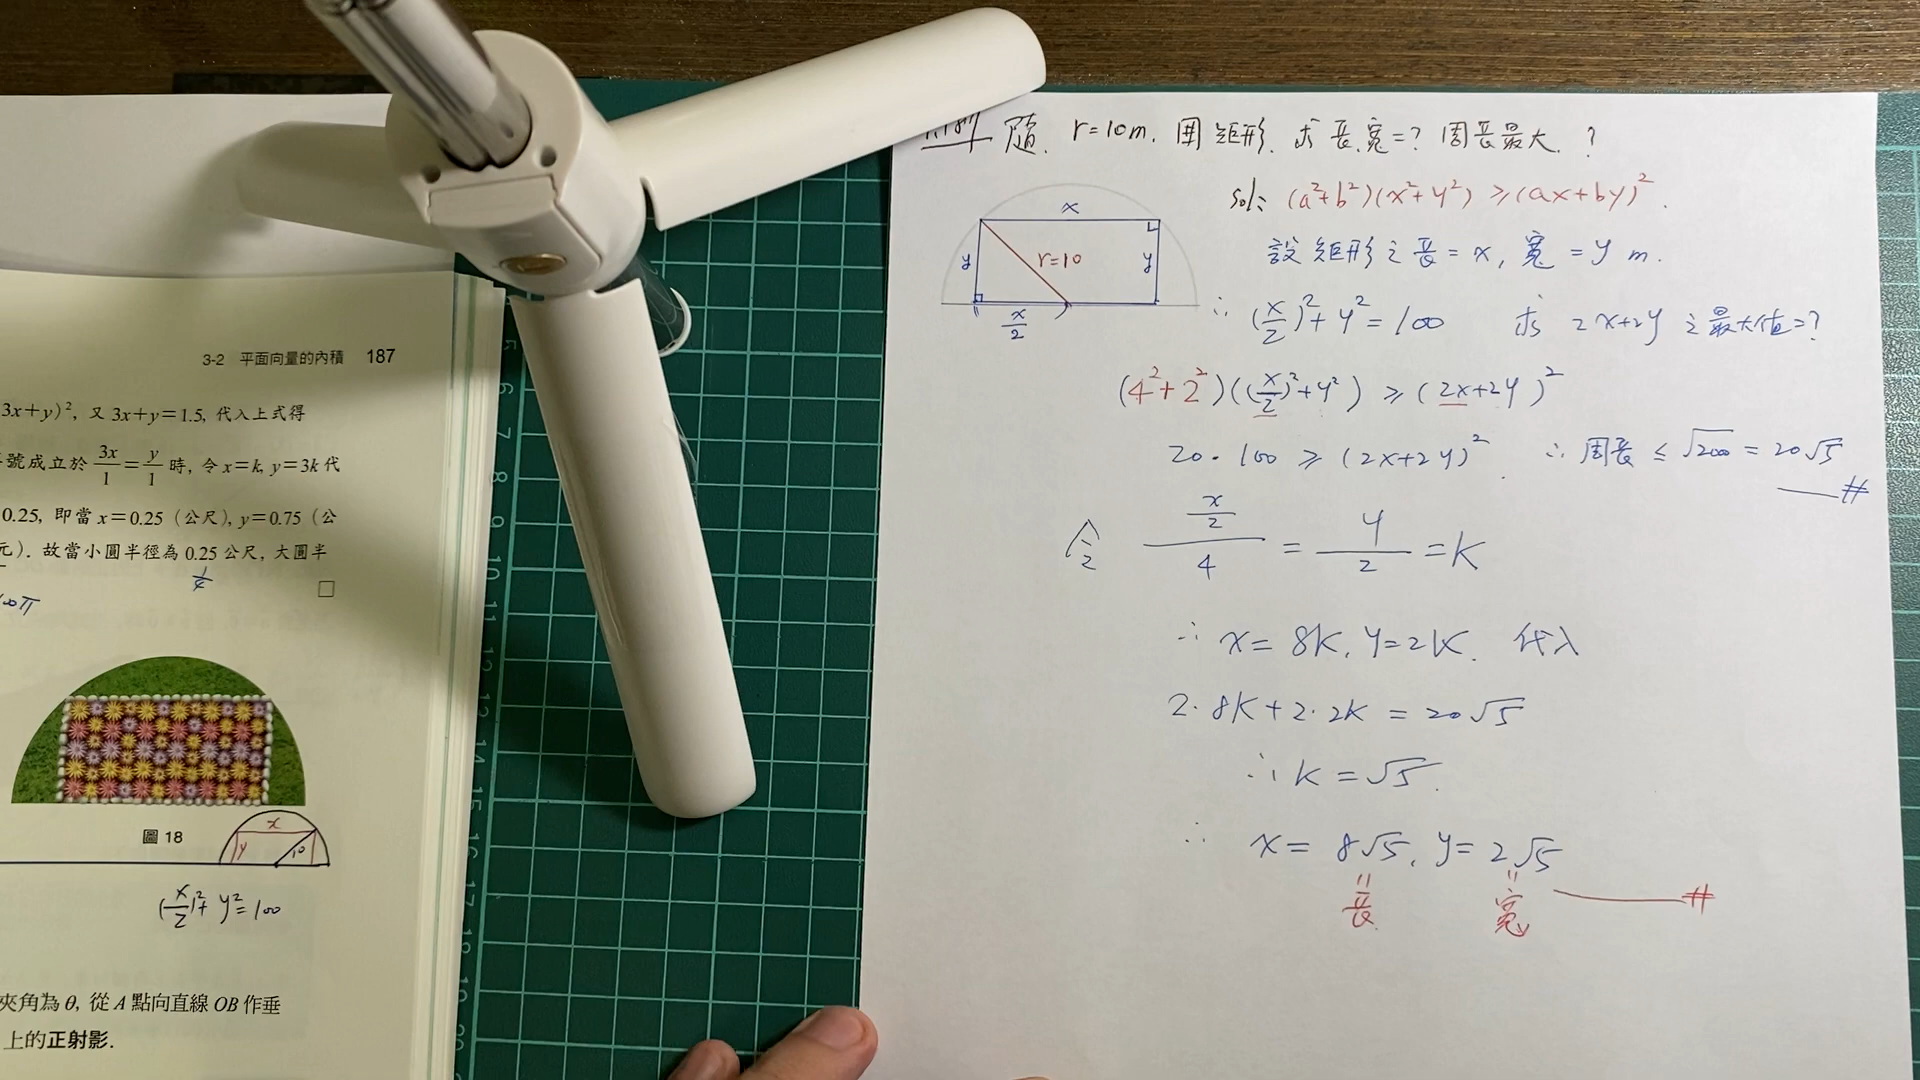 3-2 平面向量的內積 187
3x+y)², 又 3x+y=1.5, 代入上式得
號成立於 3x/1 = y/1 時, 令 x=k, y=3k 代
0.25, 即當 x=0.25 (公尺), y=0.75 (公
元). 故當小圓半徑為 0.25 公尺, 大圓半
□
圖 18
x
y
10
(x/2)²+ y²=100
夾角為 θ, 從 A 點向直線 OB 作垂
上的正射影.
隨. r=10m. 圍矩形. 求長.寬=? 周長最大. ?
x
y
r=10
y
x/2
sol: (a²+b²)(x²+y²) ≥ (ax+by)².
設矩形之長=x, 寬=y m.
∴ (x/2)²+y²=100 求 2x+2y 之最大值=?
(4²+2²)((x/2)²+y²) ≥ (2x+2y)²
20·100 ≥ (2x+2y)². ∴ 周長 ≤ √2000 = 20√5
#
令 (x/2)/4 = y/2 = K
∴ x=8K, y=2K. 代入
2·8K+2·2K = 20√5
∴ K=√5.
∴ x= 8√5, y= 2√5
長 寬 #